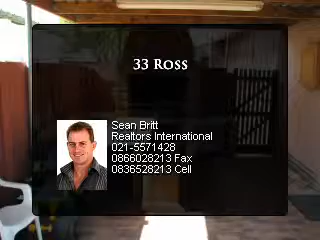 33 Ross
Sean Britt
Realtors International
021-5571428
0866028213 Fax
0836528213 Cell